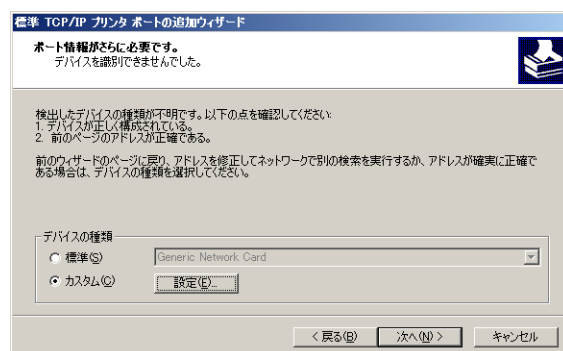 標準 TCP/IP プリンタ ポートの追加ウィザード
ポート情報がさらに必要です。
デバイスを識別できませんでした。
検出したデバイスの種類が不明です。以下の点を確認してください:
1. デバイスが正しく構成されている。
2. 前のページのアドレスが正確である。
前のウィザードのページに戻り、アドレスを修正してネットワークで別の検索を実行するか、アドレスが確実に正確で
ある場合は、デバイスの種類を選択してください。
デバイスの種類
標準(S)
Generic Network Card
カスタム(C)
設定(E)...
< 戻る(B)
次へ(N) >
キャンセル